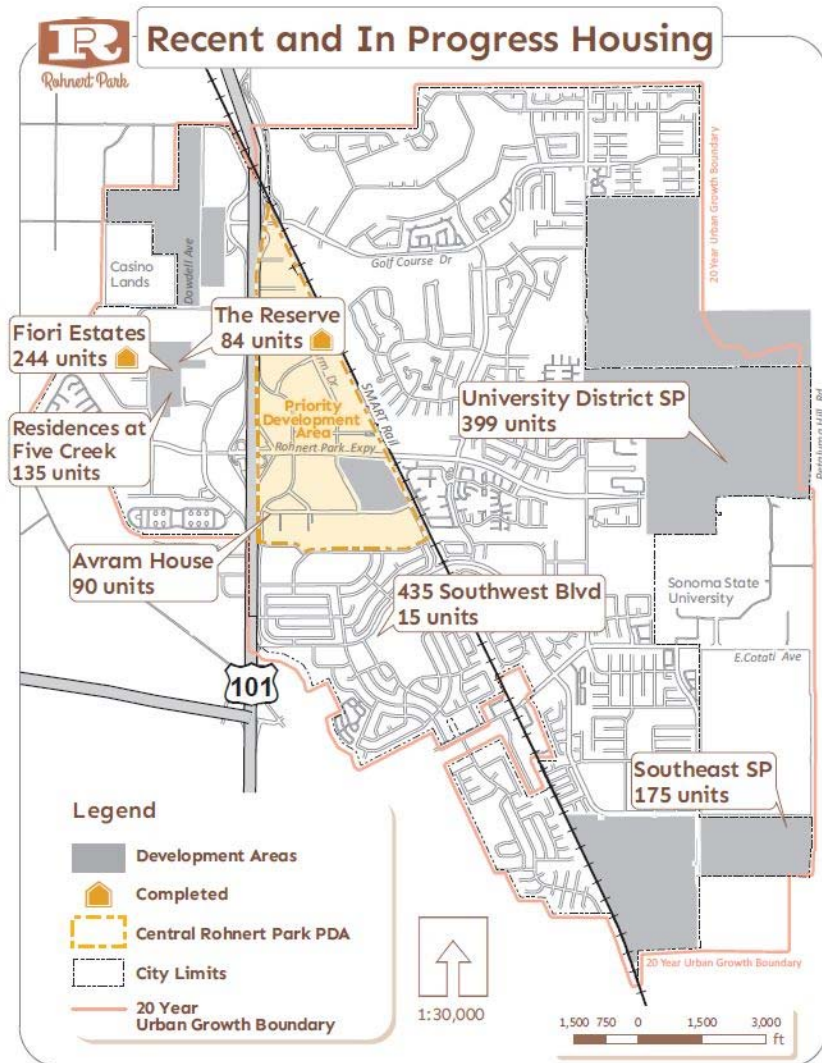 R
Rohnert Park
Recent and In Progress Housing
20 Year Urban Growth Boundary
Golf Course Dr
Casino
Lands
Dowdell Ave
Fiori Estates
244 units
The Reserve
84 units
Residences at
Five Creek
135 units
Priority
Development
Area
SMART Rail
Rohnert Park Expy
University District SP
399 units
Petaluma Hill Rd
Avram House
90 units
435 Southwest Blvd
15 units
Sonoma State
University
E.Cotati Ave
101
Southeast SP
175 units
20 Year Urban Growth Boundary
Legend
Development Areas
Completed
Central Rohnert Park PDA
City Limits
20 Year
Urban Growth Boundary
1:30,000
1,500 750 0 1,500 3,000
ft